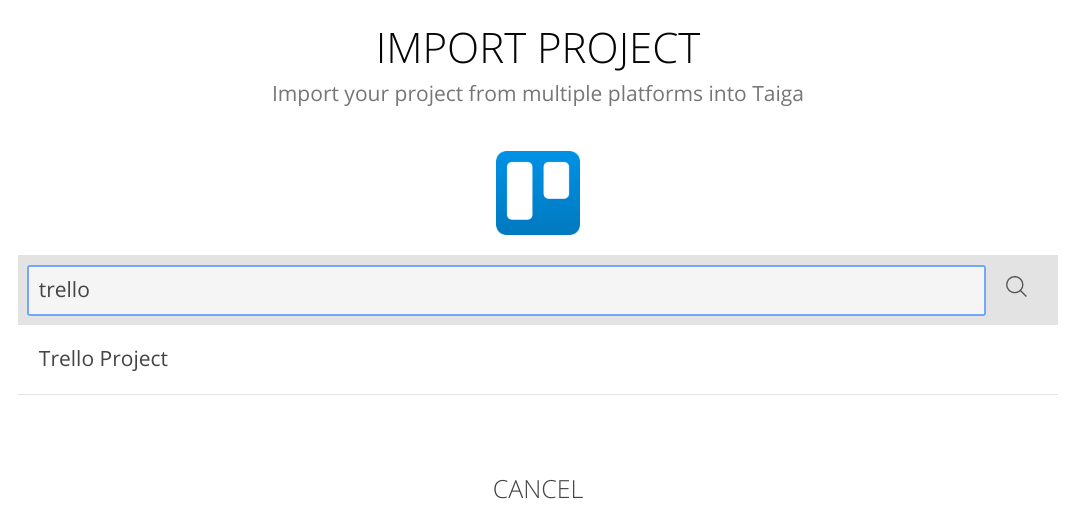 IMPORT PROJECT
Import your project from multiple platforms into Taiga
trello
Trello Project
CANCEL